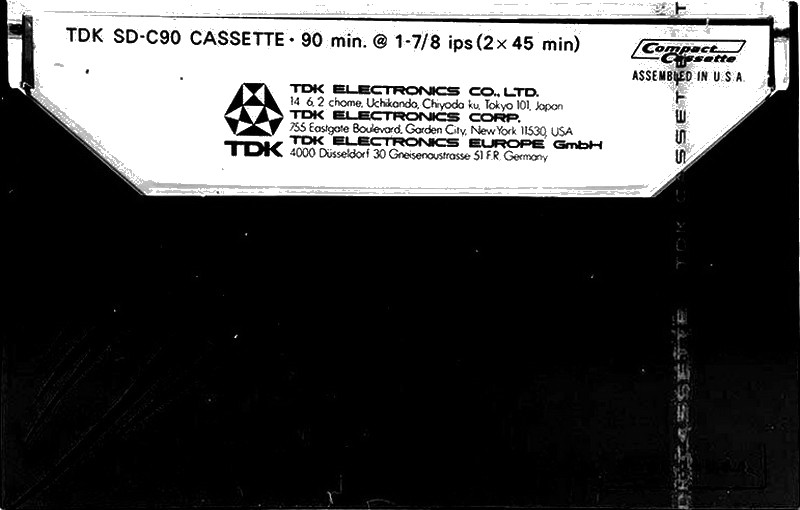 TDK SD-C90 CASSETTE • 90 min. @ 1-7/8 ips (2 × 45 min)
Compact
Cassette
ASSEMBLED IN U.S.A.
TDK ELECTRONICS CO., LTD.
14 6, 2 chome, Uchikanda, Chiyoda ku, Tokyo 101, Japan
TDK ELECTRONICS CORP.
755 Eastgate Boulevard, Garden City, New York 11530, USA
TDK ELECTRONICS EUROPE GmbH
4000 Düsseldorf 30 Gneisenaustrasse 51 F.R. Germany
TDK
TDK CASSETTE